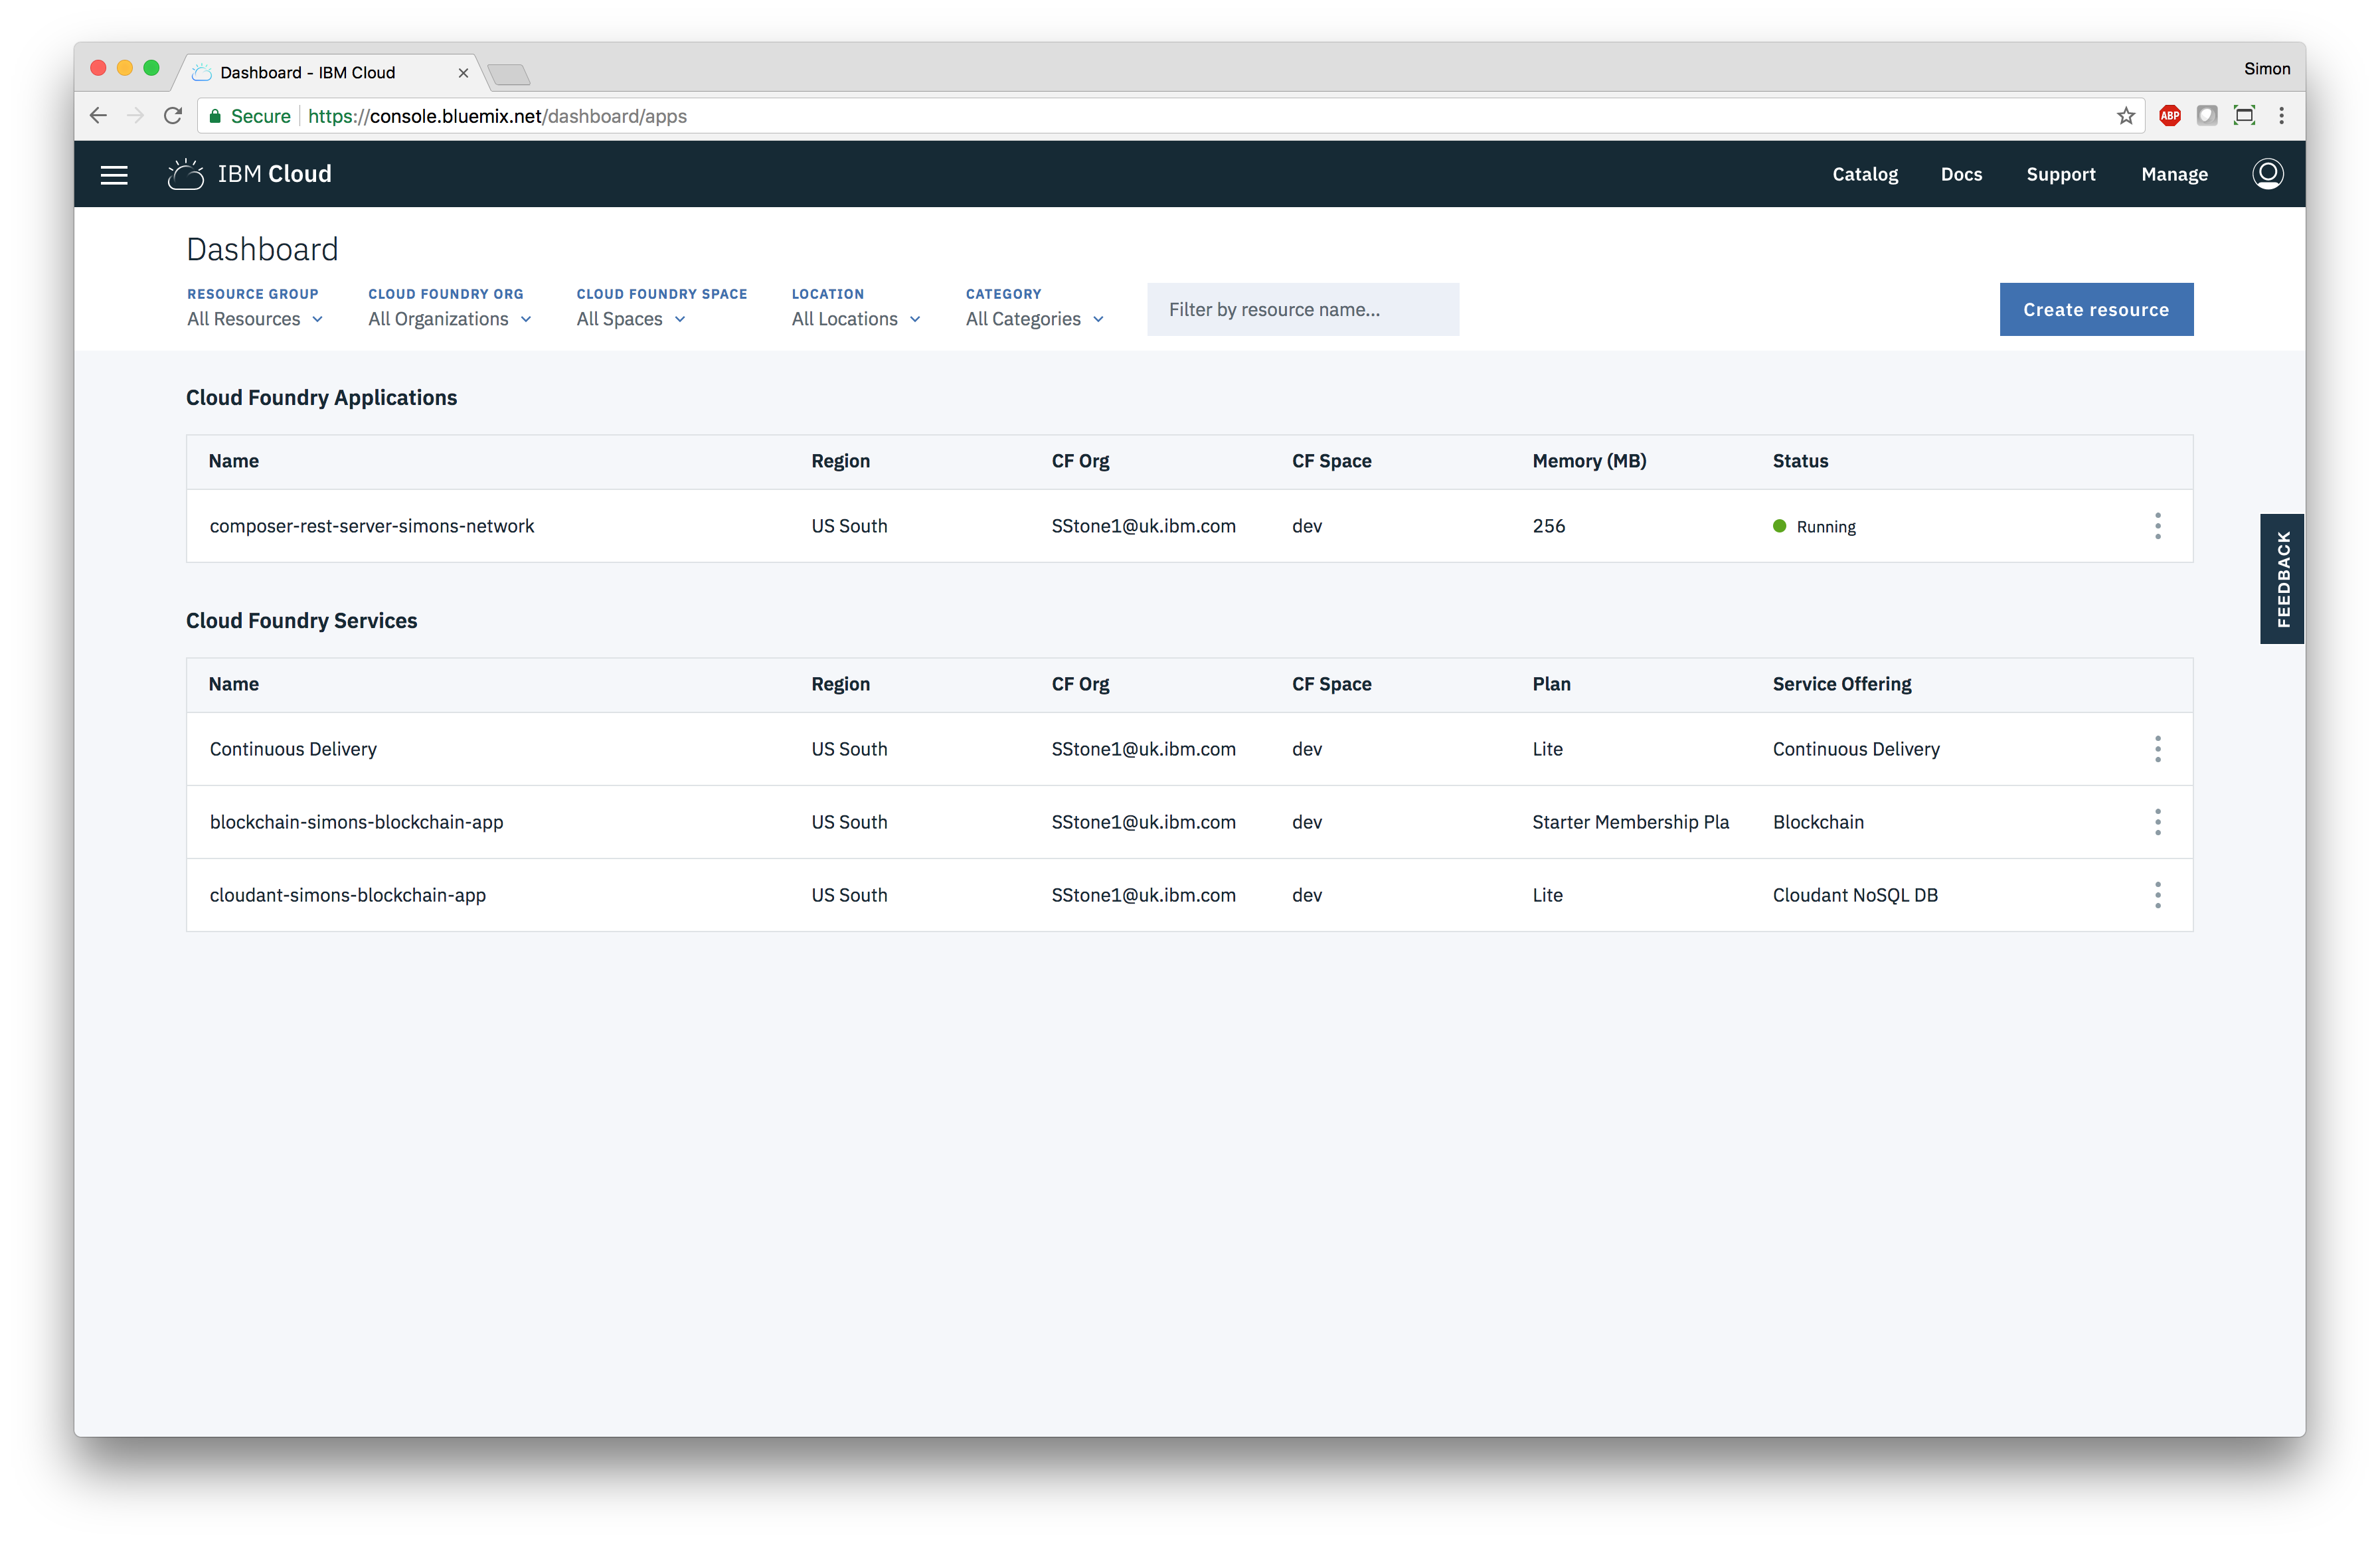 Dashboard - IBM Cloud
Simon
Secure https://console.bluemix.net/dashboard/apps
ABP
IBM Cloud Catalog Docs Support Manage
Dashboard
RESOURCE GROUP CLOUD FOUNDRY ORG CLOUD FOUNDRY SPACE LOCATION CATEGORY
All Resources All Organizations All Spaces All Locations All Categories
Filter by resource name...
Create resource
Cloud Foundry Applications
Name Region CF Org CF Space Memory (MB) Status
composer-rest-server-simons-network US South SStone1@uk.ibm.com dev 256 Running
FEEDBACK
Cloud Foundry Services
Name Region CF Org CF Space Plan Service Offering
Continuous Delivery US South SStone1@uk.ibm.com dev Lite Continuous Delivery
blockchain-simons-blockchain-app US South SStone1@uk.ibm.com dev Starter Membership Pla Blockchain
cloudant-simons-blockchain-app US South SStone1@uk.ibm.com dev Lite Cloudant NoSQL DB